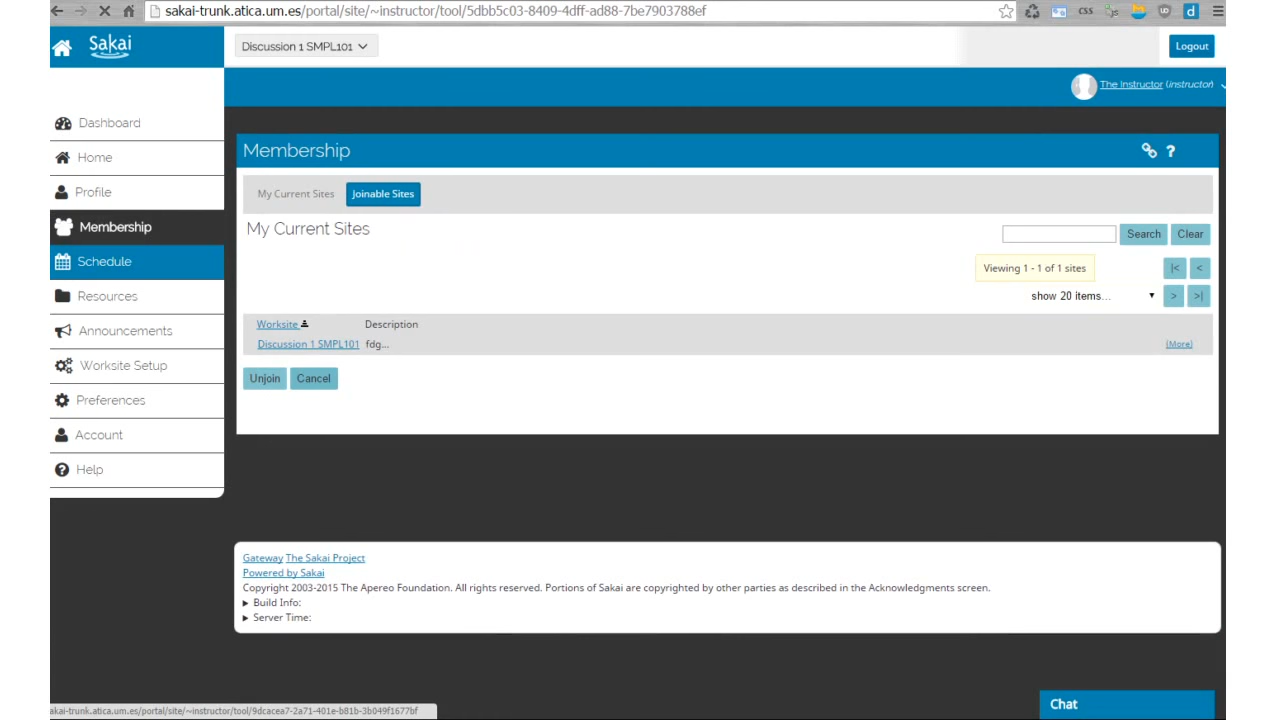 sakai-trunk.atica.um.es/portal/site/~instructor/tool/5dbb5c03-8409-4dff-ad88-7be7903788ef
CSS
Sakai
Discussion 1 SMPL101
Logout
The Instructor (instructor)
Dashboard
Home
Profile
Membership
Schedule
Resources
Announcements
Worksite Setup
Preferences
Account
Help
Membership
?
My Current Sites Joinable Sites
My Current Sites
Search Clear
Viewing 1 - 1 of 1 sites
|< <
show 20 items...
> >|
Worksite Description
Discussion 1 SMPL101 fdg... (More)
Unjoin Cancel
Gateway The Sakai Project
Powered by Sakai
Copyright 2003-2015 The Apereo Foundation. All rights reserved. Portions of Sakai are copyrighted by other parties as described in the Acknowledgments screen.
Build Info:
Server Time:
Chat
akai-trunk.atica.um.es/portal/site/~instructor/tool/9dcacea7-2a71-401e-b81b-3b049f1677bf